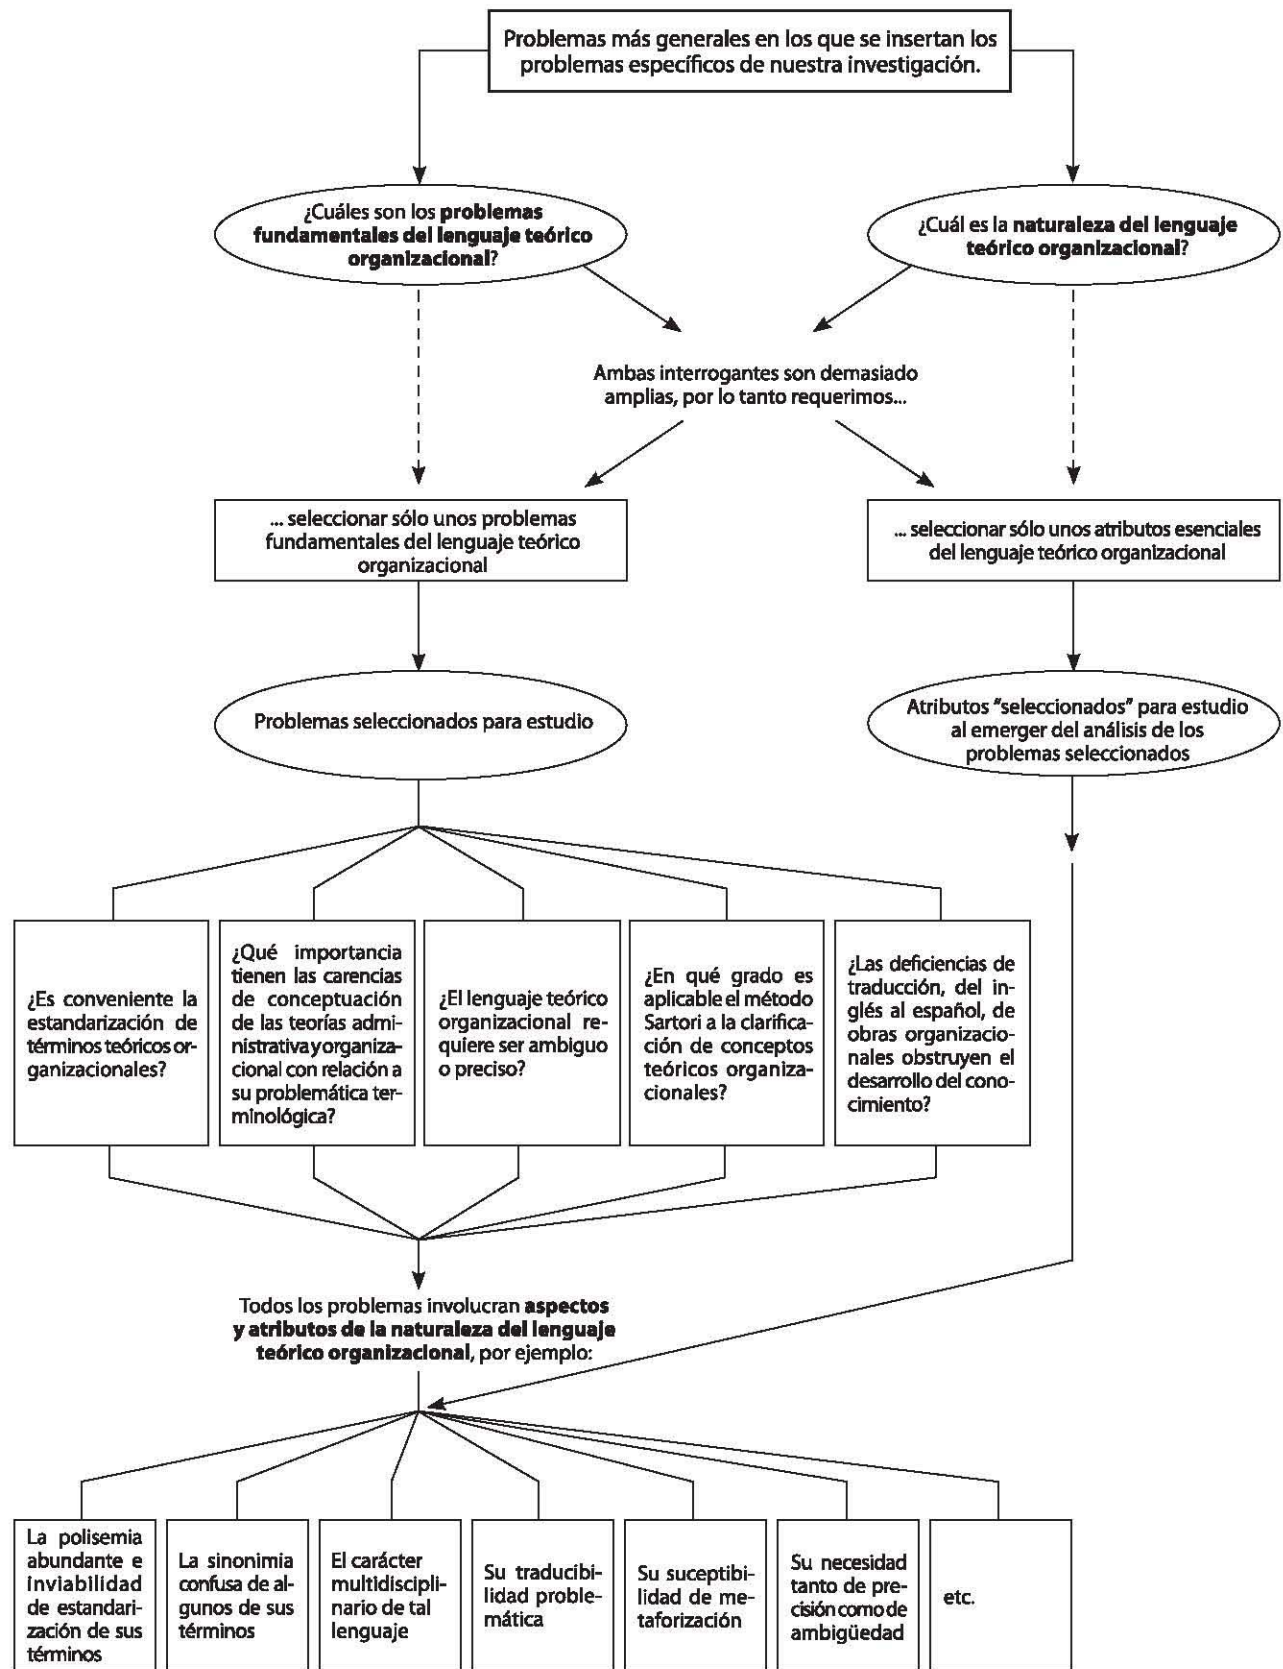 Problemas más generales en los que se insertan los
problemas específicos de nuestra investigación.
¿Cuáles son los problemas
fundamentales del lenguaje teórico
organizacional?
¿Cuál es la naturaleza del lenguaje
teórico organizacional?
Ambas interrogantes son demasiado
amplias, por lo tanto requerimos...
... seleccionar sólo unos problemas
fundamentales del lenguaje teórico
organizacional
... seleccionar sólo unos atributos esenciales
del lenguaje teórico organizacional
Problemas seleccionados para estudio
Atributos "seleccionados" para estudio
al emerger del análisis de los
problemas seleccionados
¿Es conveniente la
estandarización de
términos teóricos or-
ganizacionales?
¿Qué importancia
tienen las carencias
de conceptuación
de las teorías admi-
nistrativa y organiza-
cional con relación a
su problemática ter-
minológica?
¿El lenguaje teórico
organizacional re-
quiere ser ambiguo
o preciso?
¿En qué grado es
aplicable el método
Sartori a la clarifica-
ción de conceptos
teóricos organiza-
cionales?
¿Las deficiencias de
traducción, del in-
glés al español, de
obras organizacio-
nales obstruyen el
desarrollo del cono-
cimiento?
Todos los problemas involucran aspectos
y atributos de la naturaleza del lenguaje
teórico organizacional, por ejemplo:
La polisemia
abundante e
inviabilidad
de estandari-
zación de sus
términos
La sinonimia
confusa de al-
gunos de sus
términos
El carácter
multidiscipli-
nario de tal
lenguaje
Su traducibi-
lidad proble-
mática
Su suceptibi-
lidad de me-
taforización
Su necesidad
tanto de pre-
cisión como de
ambigüedad
etc.